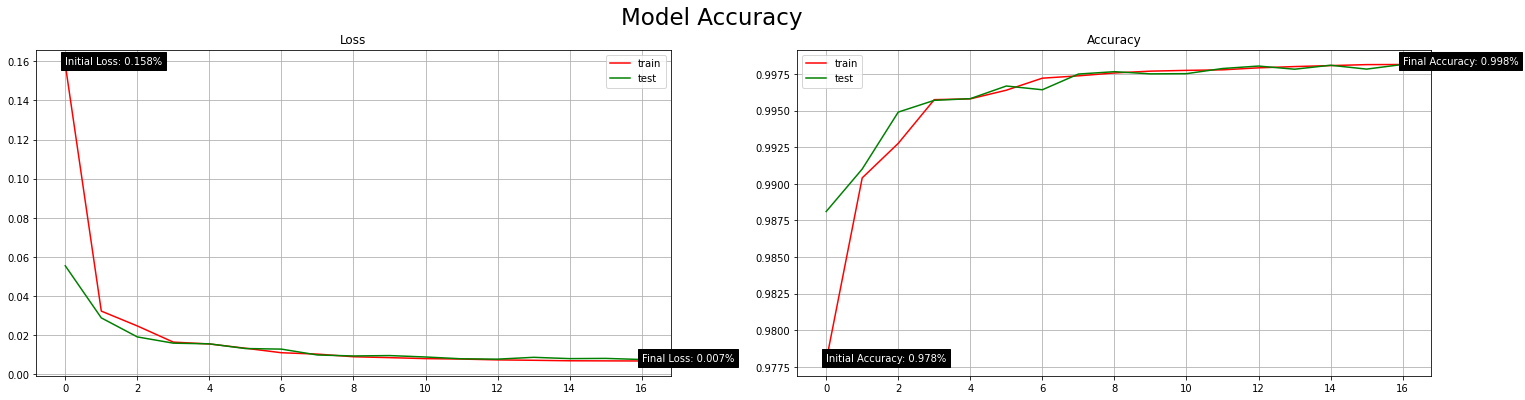 Model Accuracy
Loss
Initial Loss: 0.158%
train
test
0.16
0.14
0.12
0.10
0.08
0.06
0.04
0.02
0.00
Final Loss: 0.007%
0 2 4 6 8 10 12 14 16
Accuracy
train
test
Final Accuracy: 0.998%
0.9975
0.9950
0.9925
0.9900
0.9875
0.9850
0.9825
0.9800
0.9775
Initial Accuracy: 0.978%
0 2 4 6 8 10 12 14 16